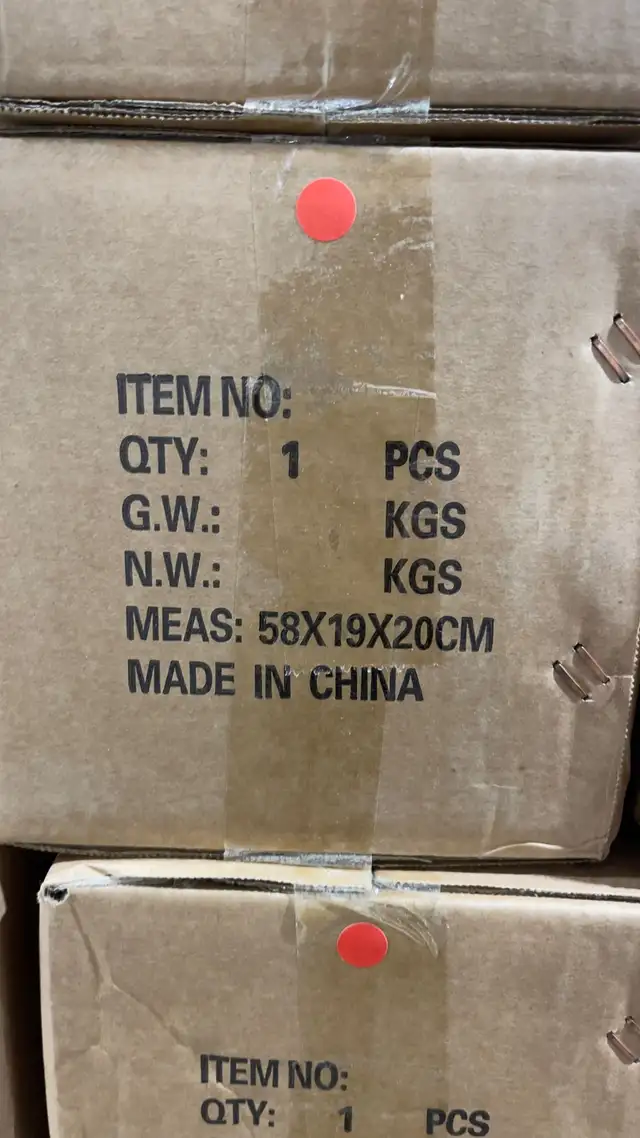 ITEM NO:
QTY: 1 PCS
G.W.: KGS
N.W.: KGS
MEAS: 58X19X20CM
MADE IN CHINA
ITEM NO:
QTY: 1 PCS